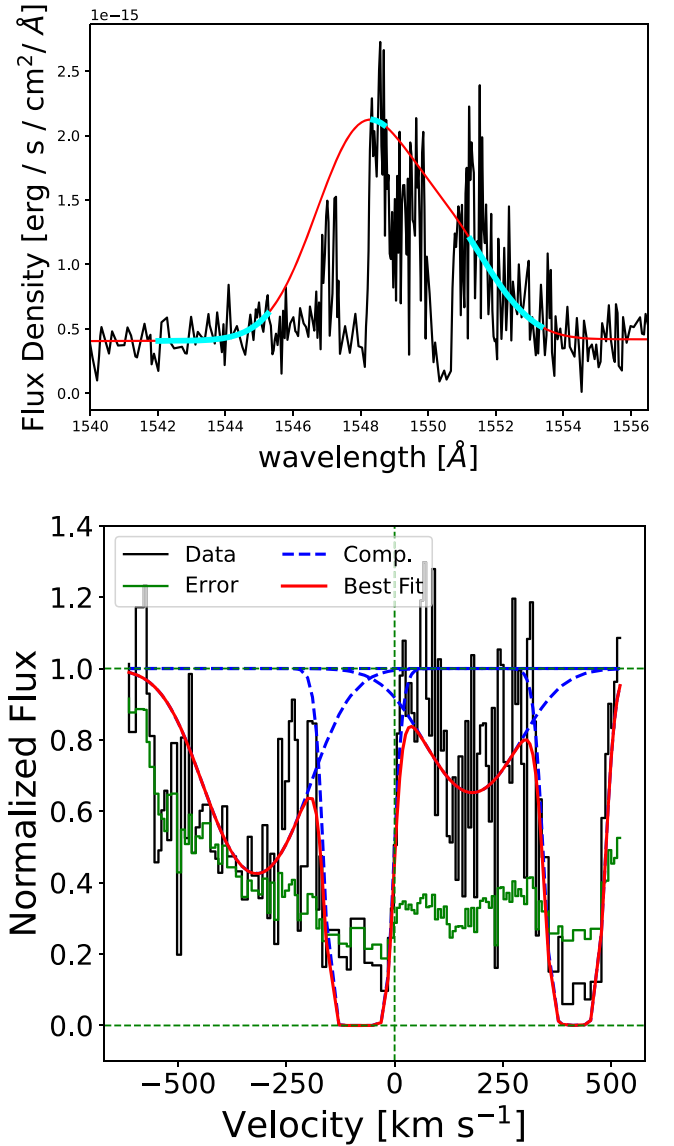 1e−15
Flux Density [erg / s / cm²/ Å]
2.5
2.0
1.5
1.0
0.5
0.0
1540 1542 1544 1546 1548 1550 1552 1554 1556
wavelength [Å]
Normalized Flux
1.4
1.2
1.0
0.8
0.6
0.4
0.2
0.0
Data Comp.
Error Best Fit
−500 −250 0 250 500
Velocity [km s⁻¹]